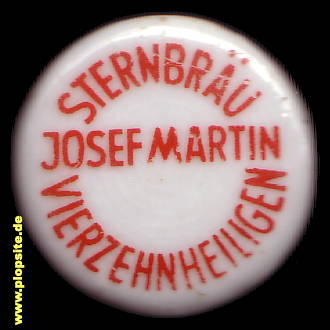 STERNBRÄU
JOSEF MARTIN
VIERZEHNHEILIGEN
www.plopsite.de